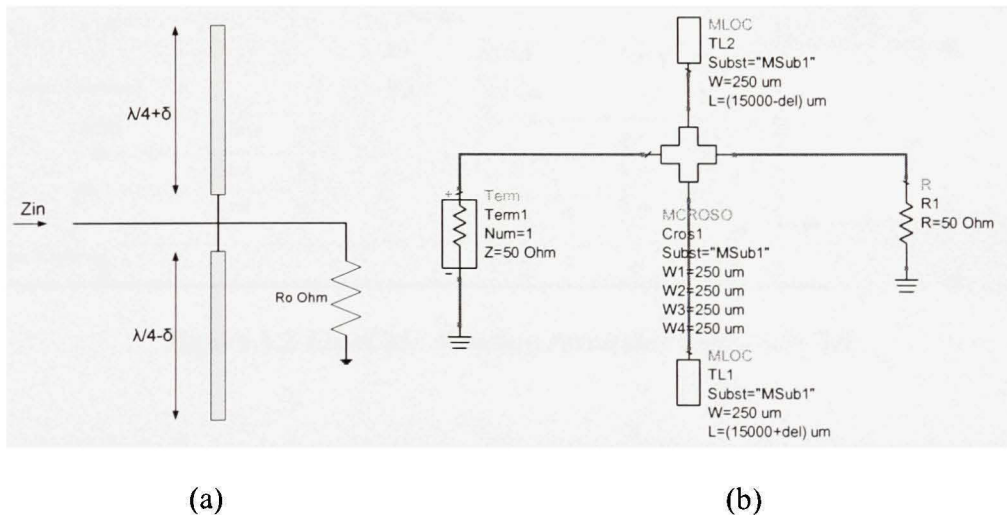 λ/4+δ
Zin
Ro Ohm
λ/4-δ
MLOC
TL2
Subst="MSub1"
W=250 um
L=(15000-del) um
+
Term
Term1
Num=1
Z=50 Ohm
-
MCROSO
Cros1
Subst="MSub1"
W1=250 um
W2=250 um
W3=250 um
W4=250 um
R
R1
R=50 Ohm
MLOC
TL1
Subst="MSub1"
W=250 um
L=(15000+del) um
(a)
(b)